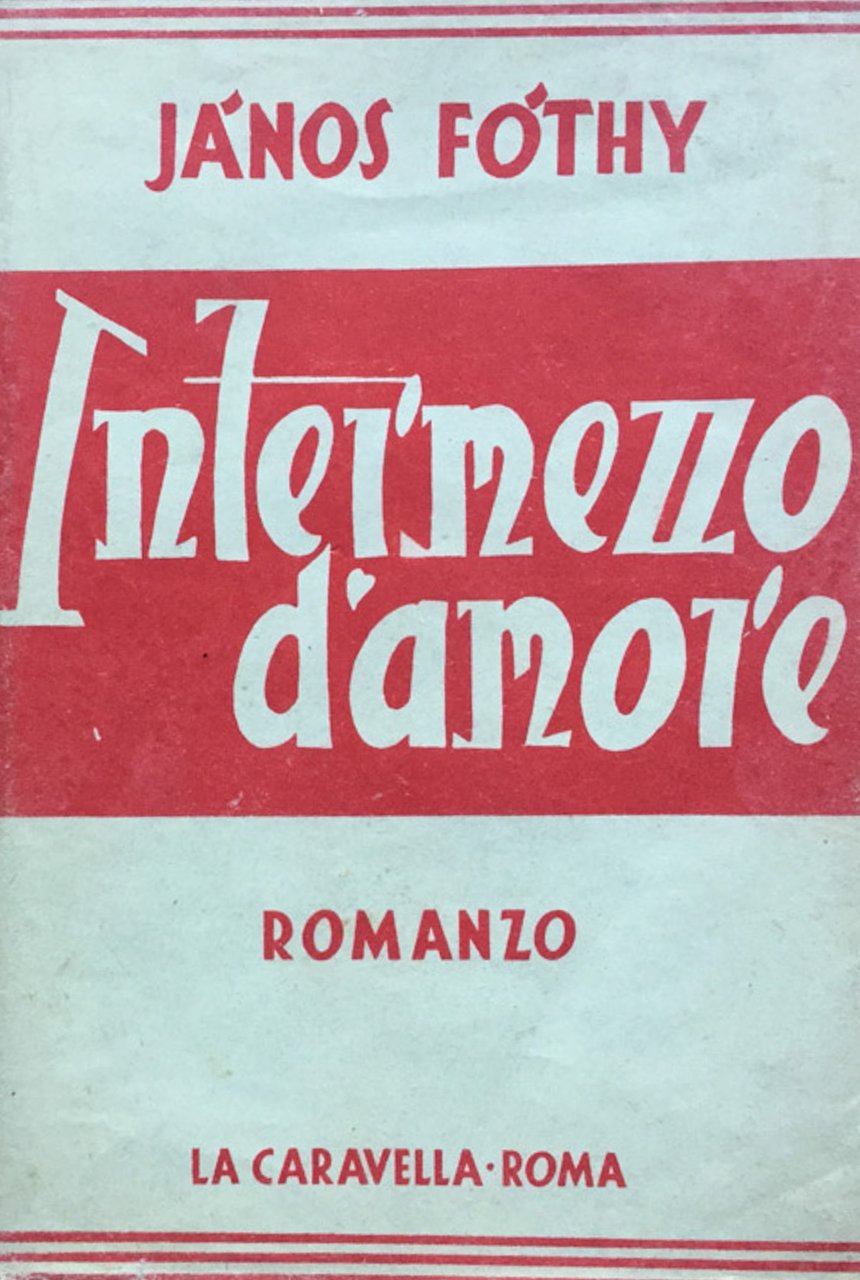 JÁNOS FÓTHY
Intermezzo
d'amore
ROMANZO
LA CARAVELLA·ROMA